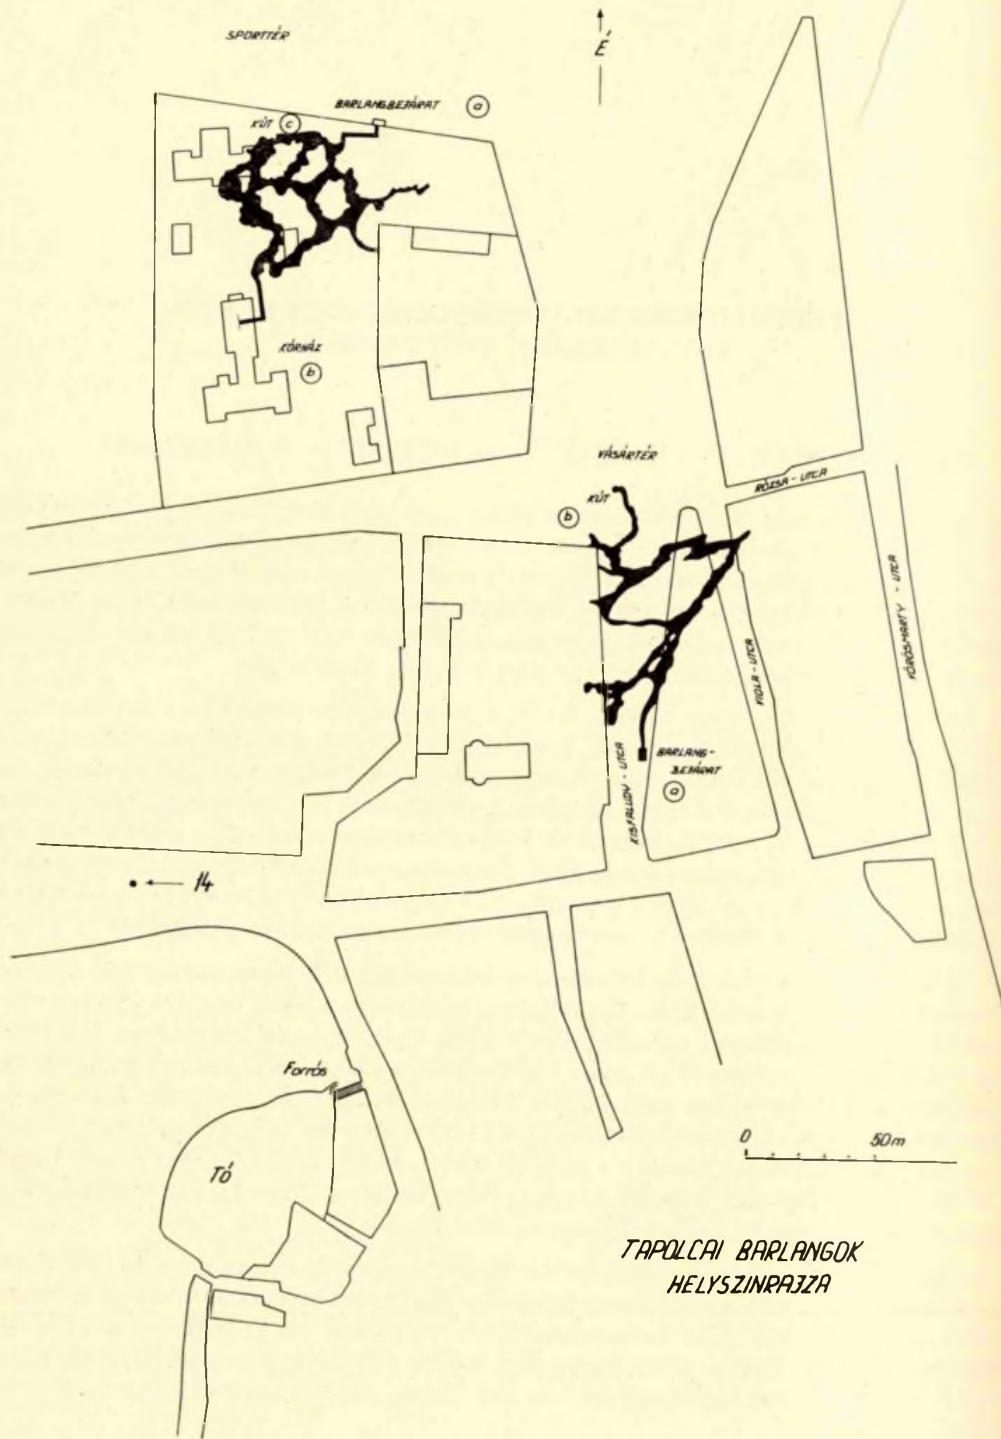 SPORTTÉR
É
BARLANGBEJÁRAT a
KÚT c
KÓRHÁZ
b
VÁSÁRTÉR
RÓZSA - UTCA
KÚT
b
VÖRÖSMARTY - UTCA
VIOLA - UTCA
KISFALUDY - UTCA
BARLANG-
BEJÁRAT
a
14
Forrás
Tó
0 50m
TAPOLCAI BARLANGOK
HELYSZINRAJZA